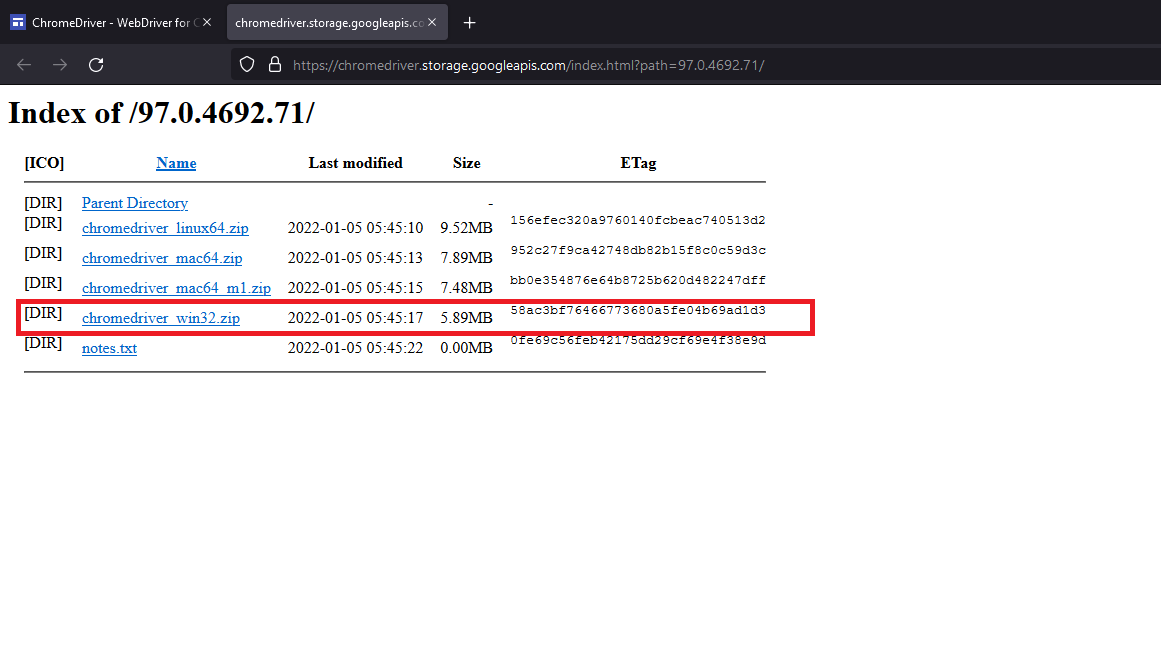 ChromeDriver - WebDriver for C
chromedriver.storage.googleapis.co
https://chromedriver.storage.googleapis.com/index.html?path=97.0.4692.71/
Index of /97.0.4692.71/
[ICO] Name Last modified Size ETag
[DIR] Parent Directory -
[DIR] chromedriver_linux64.zip 2022-01-05 05:45:10 9.52MB 156efec320a9760140fcbeac740513d2
[DIR] chromedriver_mac64.zip 2022-01-05 05:45:13 7.89MB 952c27f9ca42748db82b15f8c0c59d3c
[DIR] chromedriver_mac64_m1.zip 2022-01-05 05:45:15 7.48MB bb0e354876e64b8725b620d482247dff
[DIR] chromedriver_win32.zip 2022-01-05 05:45:17 5.89MB 58ac3bf76466773680a5fe04b69ad1d3
[DIR] notes.txt 2022-01-05 05:45:22 0.00MB 0fe69c56feb42175dd29cf69e4f38e9d